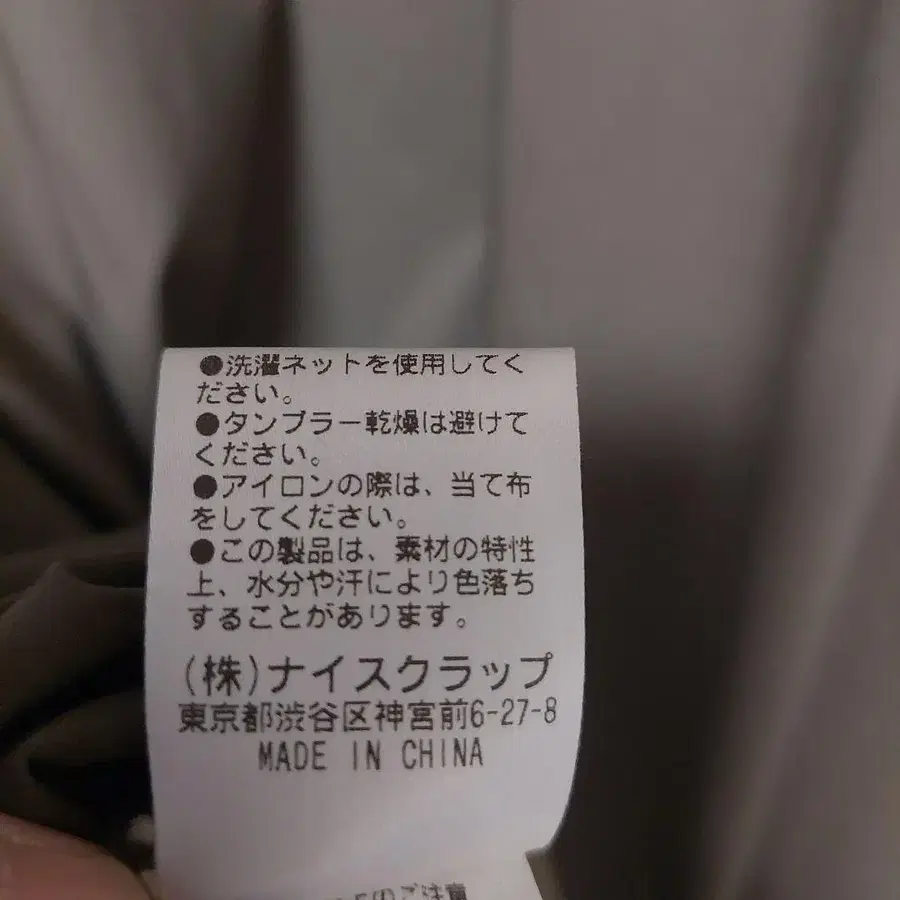 ●洗濯ネットを使用してく
ださい。
●タンブラー乾燥は避けて
ください。
●アイロンの際は、当て布
をしてください。
●この製品は、素材の特性
上、水分や汗により色落ち
することがあります。
(株)ナイスクラップ
東京都渋谷区神宮前6-27-8
MADE IN CHINA
のご注意